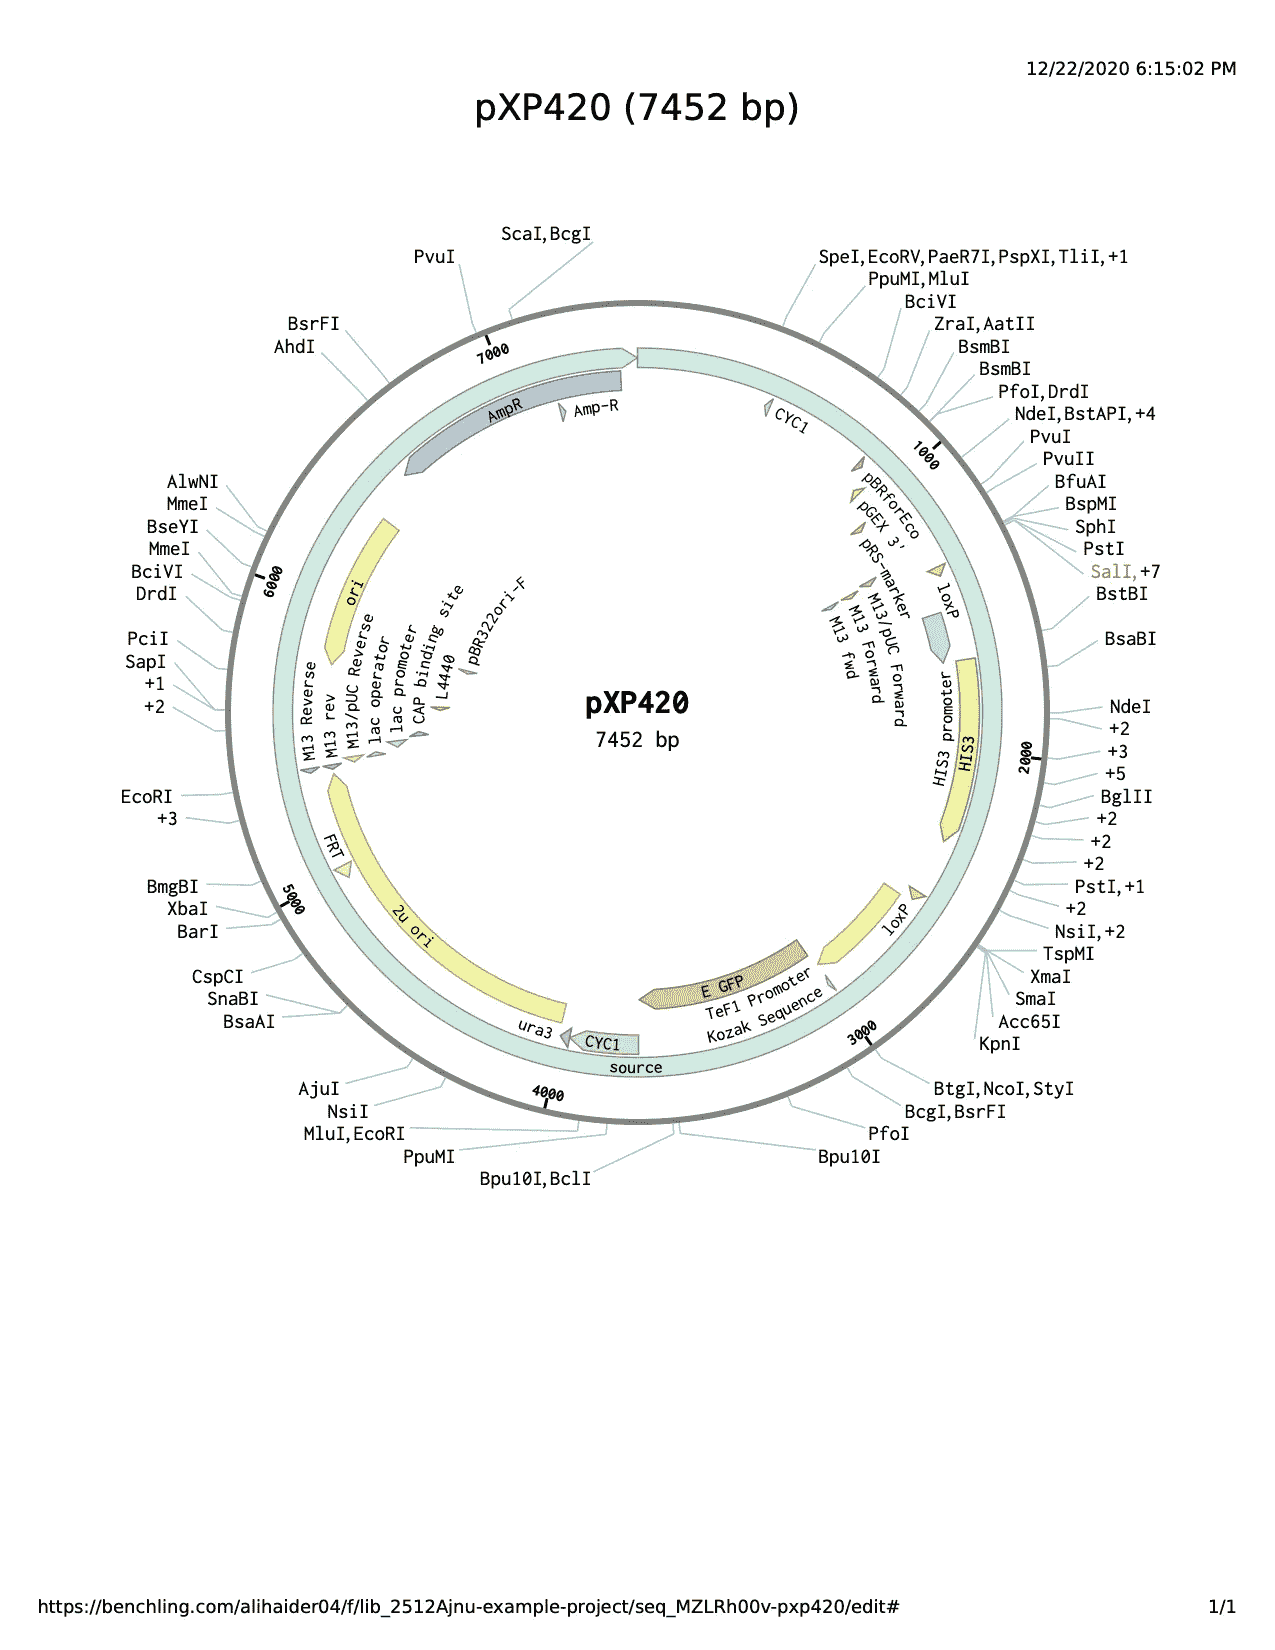 12/22/2020 6:15:02 PM
pXP420 (7452 bp)
ScaI,BcgI
PvuI
BsrFI
AhdI
AlwNI
MmeI
BseYI
MmeI
BciVI
DrdI
PciI
SapI
+1
+2
EcoRI
+3
BmgBI
XbaI
BarI
CspCI
SnaBI
BsaAI
AjuI
NsiI
MluI,EcoRI
PpuMI
Bpu10I,BclI
SpeI,EcoRV,PaeR7I,PspXI,TliI,+1
PpuMI,MluI
BciVI
ZraI,AatII
BsmBI
BsmBI
PfoI,DrdI
NdeI,BstAPI,+4
PvuI
PvuII
BfuAI
BspMI
SphI
PstI
SalI,+7
BstBI
BsaBI
NdeI
+2
+3
+5
BglII
+2
+2
+2
PstI,+1
+2
NsiI,+2
TspMI
XmaI
SmaI
Acc65I
KpnI
BtgI,NcoI,StyI
BcgI,BsrFI
PfoI
Bpu10I
1000
2000
3000
4000
5000
6000
7000
AmpR
Amp-R
CYC1
pBRforEco
pGEX 3'
pRS-marker
M13/pUC Forward
M13 Forward
M13 fwd
loxP
HIS3 promoter
HIS3
loxP
TeF1 Promoter
Kozak Sequence
E GFP
source
CYC1
ura3
2u ori
FRT
M13 Reverse
M13 rev
M13/pUC Reverse
lac operator
lac promoter
CAP binding site
L4440
pBR322ori-F
ori
pXP420
7452 bp
https://benchling.com/alihaider04/f/lib_2512Ajnu-example-project/seq_MZLRh00v-pxp420/edit#
1/1